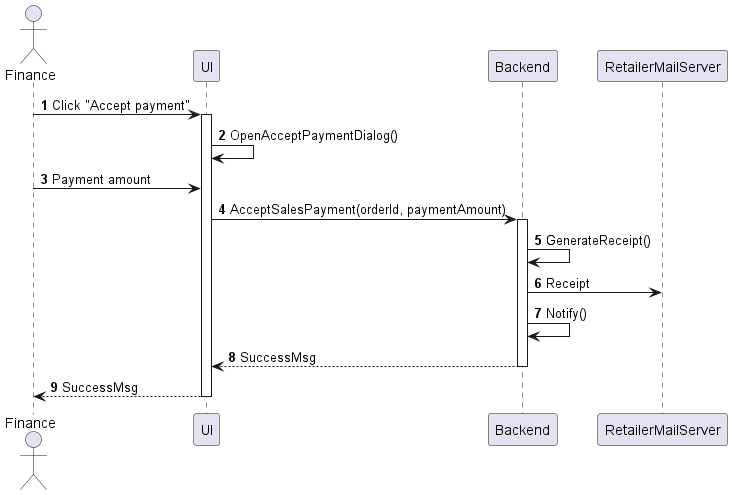 Finance
UI
Backend
RetailerMailServer
1 Click "Accept payment"
2 OpenAcceptPaymentDialog()
3 Payment amount
4 AcceptSalesPayment(orderId, paymentAmount)
5 GenerateReceipt()
6 Receipt
7 Notify()
8 SuccessMsg
9 SuccessMsg
Finance
UI
Backend
RetailerMailServer